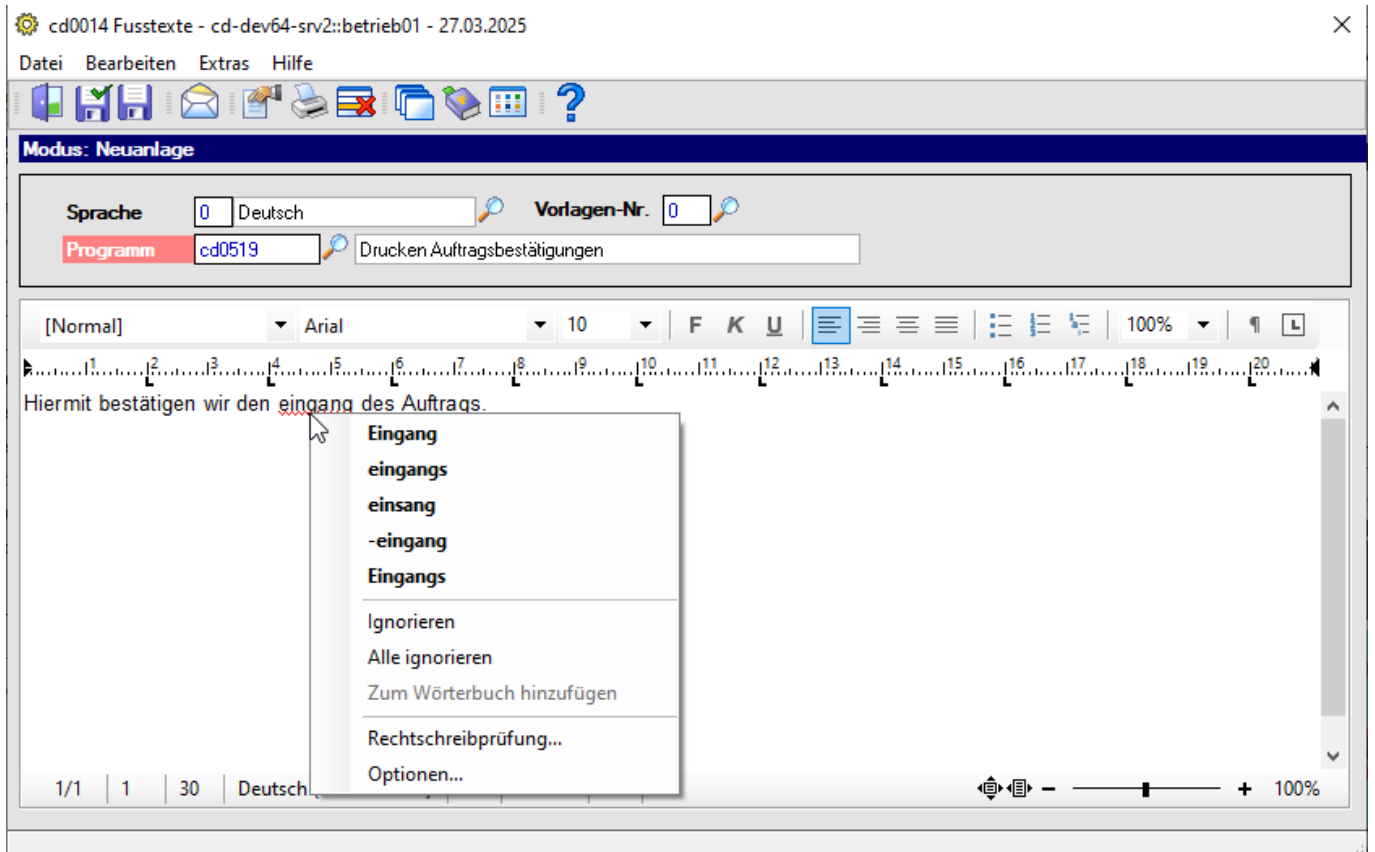 cd0014 Fusstexte - cd-dev64-srv2::betrieb01 - 27.03.2025
Datei Bearbeiten Extras Hilfe
Modus: Neuanlage
Sprache 0 Deutsch Vorlagen-Nr. 0
Programm cd0519 Drucken Auftragsbestätigungen
[Normal] Arial 10 F K U 100% ¶ L
1 2 3 4 5 6 7 8 9 10 11 12 13 14 15 16 17 18 19 20
Hiermit bestätigen wir den eingang des Auftrags.
Eingang
eingangs
einsang
-eingang
Eingangs
Ignorieren
Alle ignorieren
Zum Wörterbuch hinzufügen
Rechtschreibprüfung...
Optionen...
1/1 1 30 Deutsch 100%